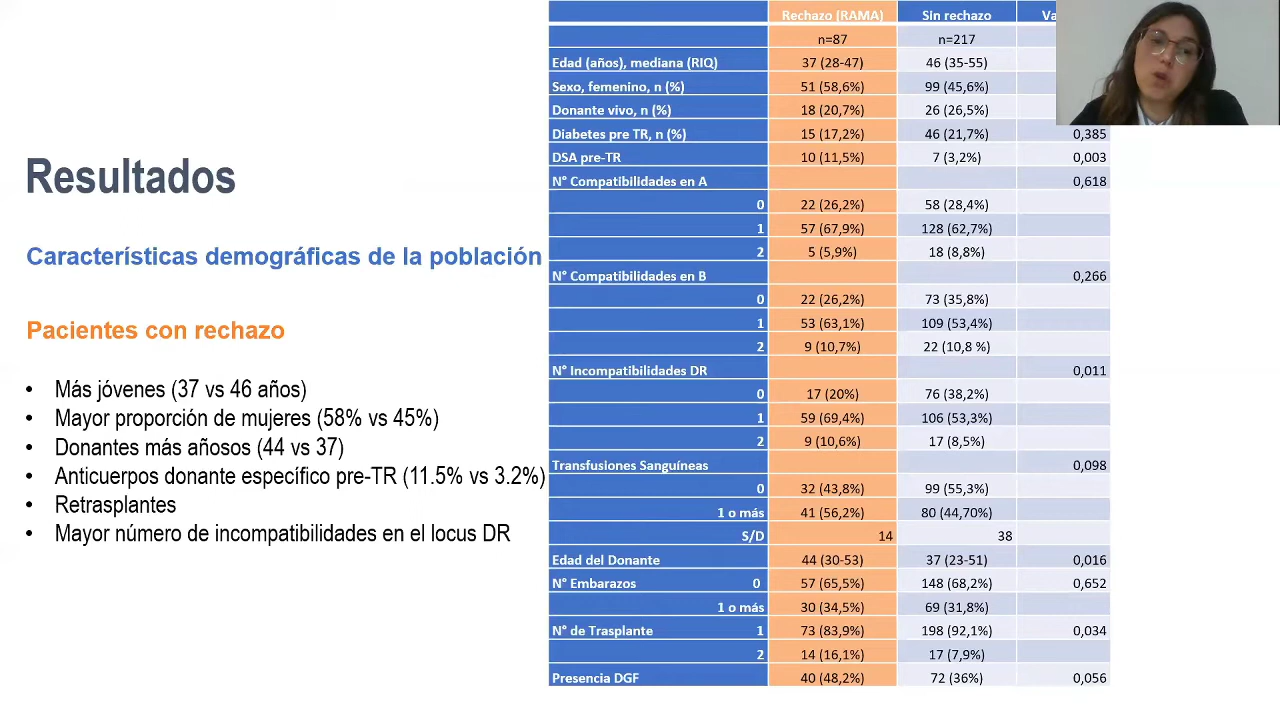 Resultados
Características demográficas de la población
Pacientes con rechazo
• Más jóvenes (37 vs 46 años)
• Mayor proporción de mujeres (58% vs 45%)
• Donantes más añosos (44 vs 37)
• Anticuerpos donante específico pre-TR (11.5% vs 3.2%)
• Retrasplantes
• Mayor número de incompatibilidades en el locus DR
Rechazo (RAMA) Sin rechazo
n=87 n=217
Edad (años), mediana (RIQ) 37 (28-47) 46 (35-55)
Sexo, femenino, n (%) 51 (58,6%) 99 (45,6%)
Donante vivo, n (%) 18 (20,7%) 26 (26,5%)
Diabetes pre TR, n (%) 15 (17,2%) 46 (21,7%) 0,385
DSA pre-TR 10 (11,5%) 7 (3,2%) 0,003
N° Compatibilidades en A 0,618
0 22 (26,2%) 58 (28,4%)
1 57 (67,9%) 128 (62,7%)
2 5 (5,9%) 18 (8,8%)
N° Compatibilidades en B 0,266
0 22 (26,2%) 73 (35,8%)
1 53 (63,1%) 109 (53,4%)
2 9 (10,7%) 22 (10,8 %)
N° Incompatibilidades DR 0,011
0 17 (20%) 76 (38,2%)
1 59 (69,4%) 106 (53,3%)
2 9 (10,6%) 17 (8,5%)
Transfusiones Sanguíneas 0,098
0 32 (43,8%) 99 (55,3%)
1 o más 41 (56,2%) 80 (44,70%)
S/D 14 38
Edad del Donante 44 (30-53) 37 (23-51) 0,016
N° Embarazos 0 57 (65,5%) 148 (68,2%) 0,652
1 o más 30 (34,5%) 69 (31,8%)
N° de Trasplante 1 73 (83,9%) 198 (92,1%) 0,034
2 14 (16,1%) 17 (7,9%)
Presencia DGF 40 (48,2%) 72 (36%) 0,056